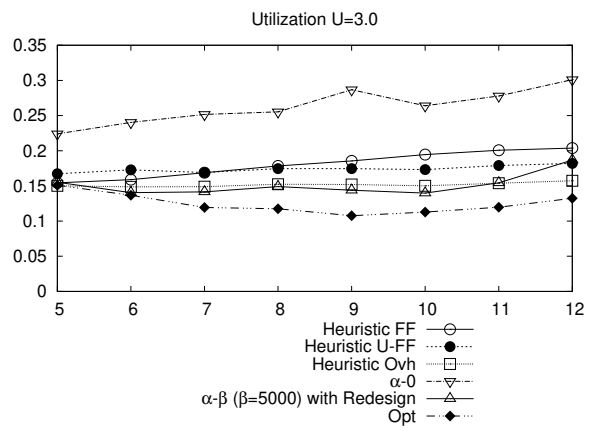 Utilization U=3.0
0.35
0.3
0.25
0.2
0.15
0.1
0.05
0
5 6 7 8 9 10 11 12
Heuristic FF
Heuristic U-FF
Heuristic Ovh
α-0
α-β (β=5000) with Redesign
Opt